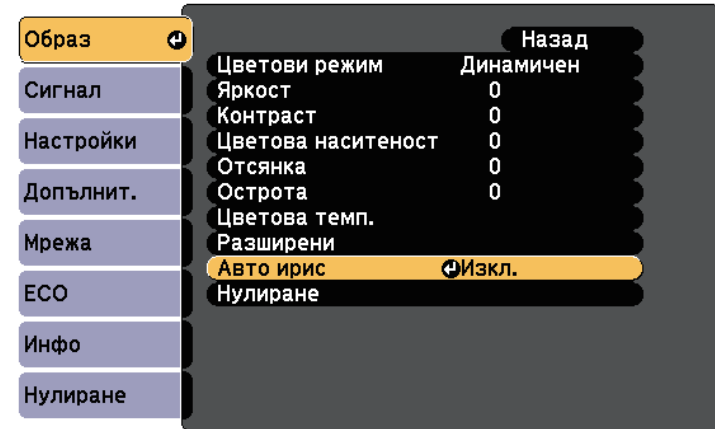 Образ
Сигнал
Настройки
Допълнит.
Мрежа
ECO
Инфо
Нулиране
Назад
Цветови режим Динамичен
Яркост 0
Контраст 0
Цветова наситеност 0
Отсянка 0
Острота 0
Цветова темп.
Разширени
Авто ирис Изкл.
Нулиране